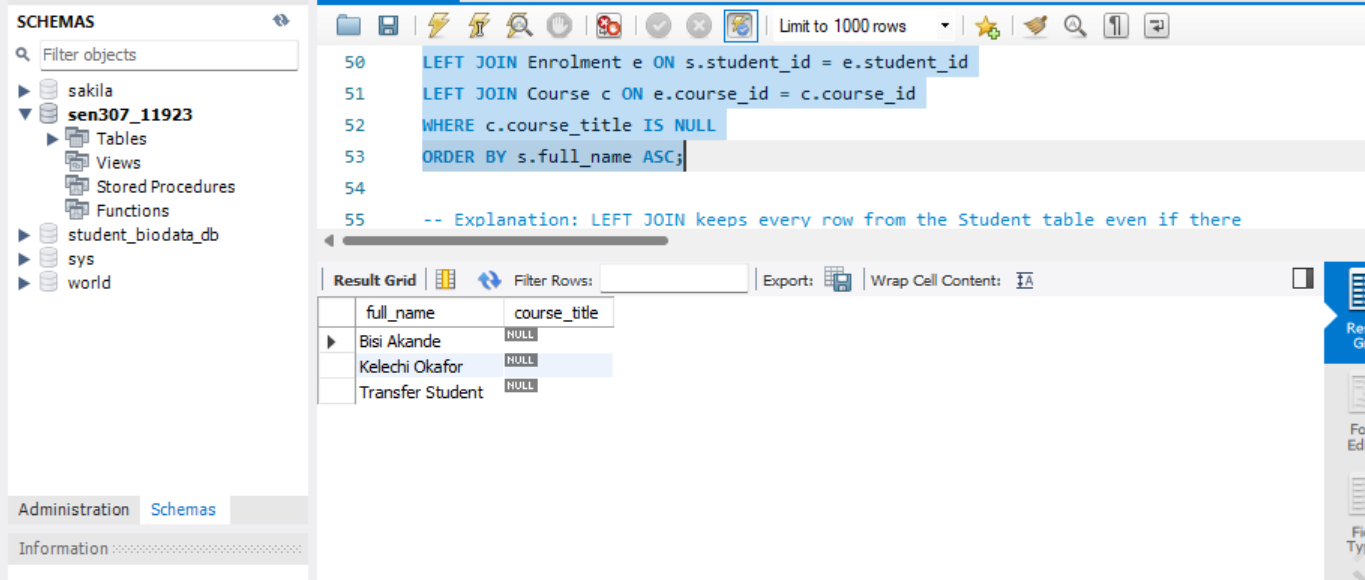 SCHEMAS
Filter objects
sakila
sen307_11923
Tables
Views
Stored Procedures
Functions
student_biodata_db
sys
world
Administration Schemas
Information
Limit to 1000 rows
50 LEFT JOIN Enrolment e ON s.student_id = e.student_id
51 LEFT JOIN Course c ON e.course_id = c.course_id
52 WHERE c.course_title IS NULL
53 ORDER BY s.full_name ASC;
54
55 -- Explanation: LEFT JOIN keeps every row from the Student table even if there
Result Grid Filter Rows: Export: Wrap Cell Content:
full_name course_title
Bisi Akande NULL
Kelechi Okafor NULL
Transfer Student NULL